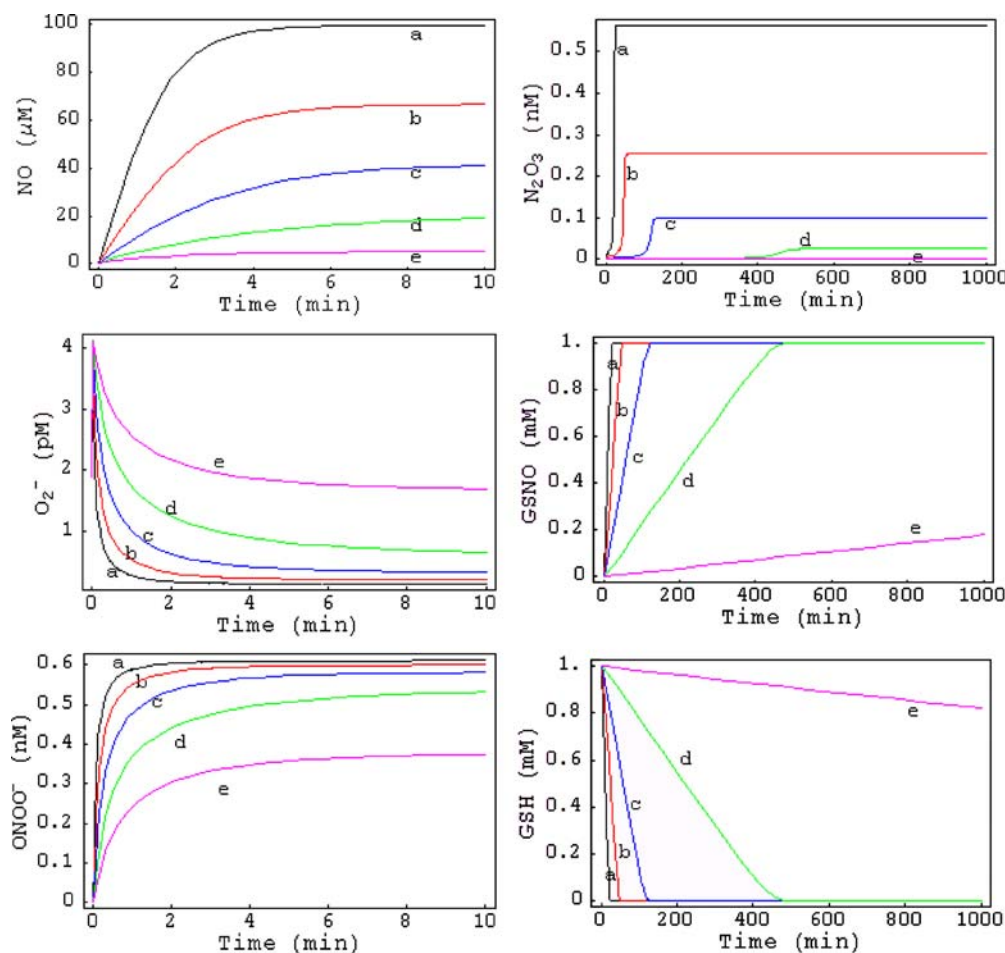 NO (µM)
100
80
60
40
20
0
a
b
c
d
e
0 2 4 6 8 10
Time (min)
N₂O₃ (nM)
0.5
0.4
0.3
0.2
0.1
0
a
b
c
d
e
0 200 400 600 800 1000
Time (min)
O₂⁻ (pM)
4
3
2
1
e
d
c
b
a
0 2 4 6 8 10
Time (min)
GSNO (mM)
1.
0.8
0.6
0.4
0.2
0
a
b
c
d
e
0 200 400 600 800 1000
Time (min)
ONOO⁻ (nM)
0.6
0.5
0.4
0.3
0.2
0.1
0
a
b
c
d
e
0 2 4 6 8 10
Time (min)
GSH (mM)
1.
0.8
0.6
0.4
0.2
0
e
d
c
b
a
0 200 400 600 800 1000
Time (min)